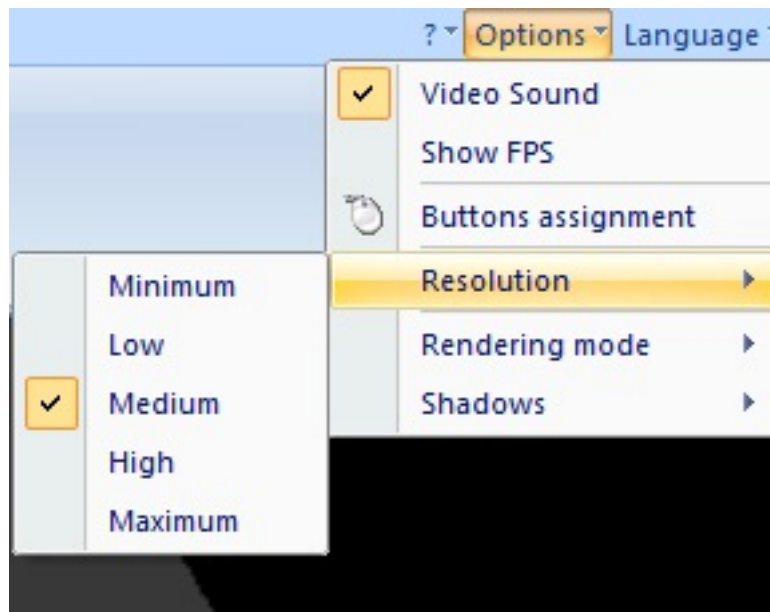 ? Options Language
Video Sound
Show FPS
Buttons assignment
Resolution
Rendering mode
Shadows
Minimum
Low
Medium
High
Maximum